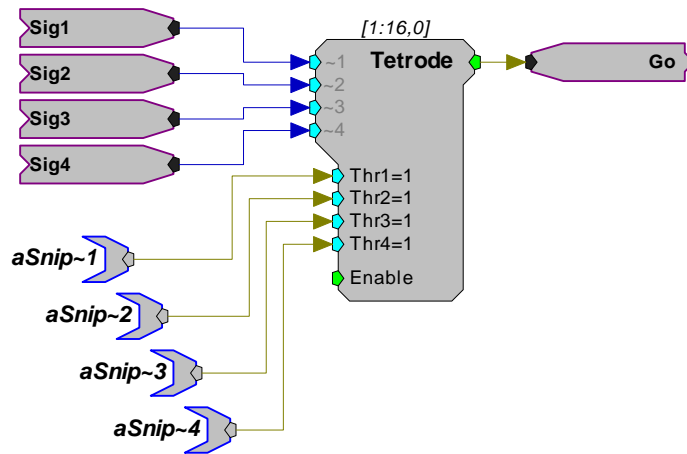 [1:16,0]
Sig1
Sig2
Sig3
Sig4
Tetrode
~1
~2
~3
~4
Go
Thr1=1
Thr2=1
Thr3=1
Thr4=1
Enable
aSnip~1
aSnip~2
aSnip~3
aSnip~4